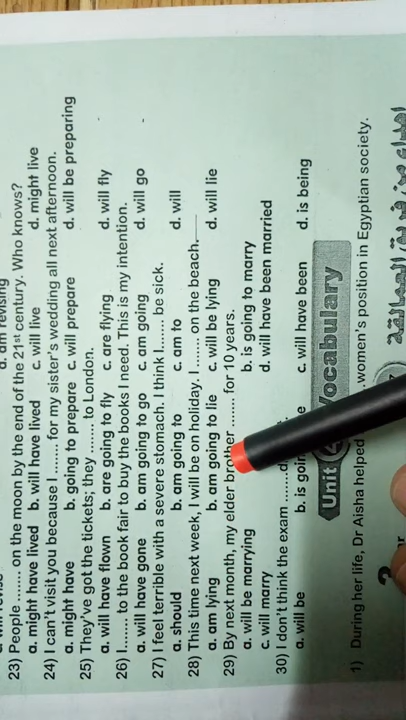 a. am revising
23) People ........ on the moon by the end of the 21st century. Who knows?
a. might have lived b. will have lived c. will live d. might live
24) I can't visit you because I........ for my sister's wedding all next afternoon.
a. might have b. going to prepare c. will prepare d. will be preparing
25) They've got the tickets; they ........ to London.
a. will have flown b. are going to fly c. are flying d. will fly
26) I........ to the book fair to buy the books I need. This is my intention.
a. will have gone b. am going to go c. am going d. will go
27) I feel terrible with a severe stomach. I think I........ be sick.
a. should b. am going to c. am to d. will
28) This time next week, I will be on holiday. I........ on the beach.
a. am lying b. am going to lie c. will be lying d. will lie
29) By next month, my elder brother ........ for 10 years.
a. will be marrying b. is going to marry
c. will marry d. will have been married
30) I don't think the exam ........
a. will be b. is c. will have been d. is being
Unit Vocabulary
1) During her life, Dr Aisha helped women's position in Egyptian society.